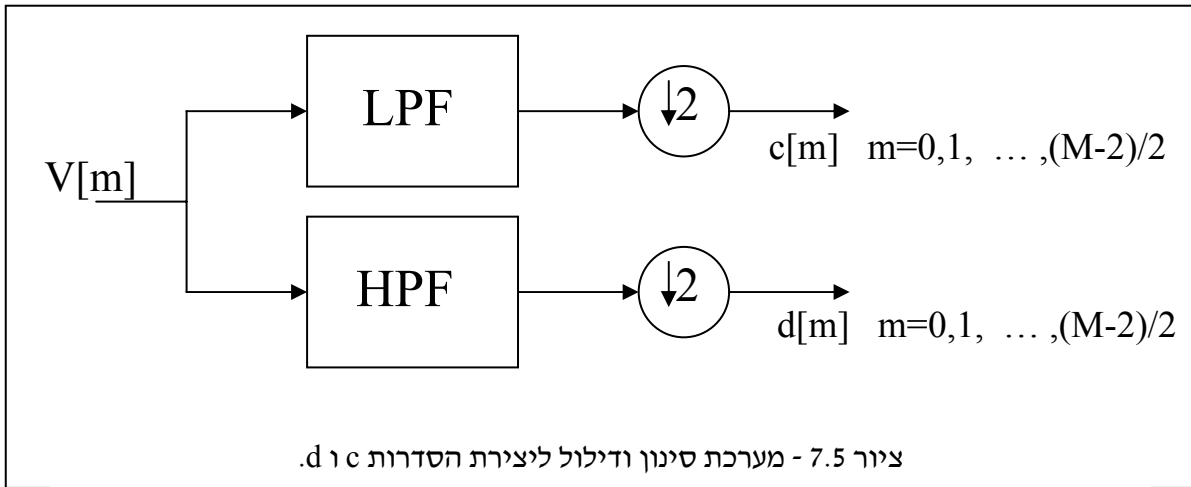 LPF
↓2
c[m]   m=0,1,  … ,(M-2)/2
V[m]
HPF
↓2
d[m]   m=0,1,  … ,(M-2)/2
ציור 7.5 - מערכת סינון ודילול ליצירת הסדרות c ו d.